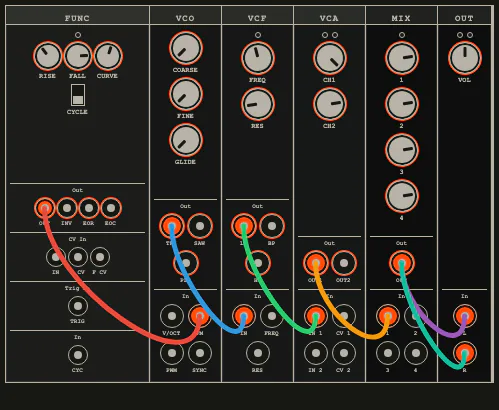 FUNC
RISE FALL CURVE
CYCLE
Out
INV EOR EOC
CV In
IN CV F CV
Trig
TRIG
In
CYC
VCO
COARSE
FINE
GLIDE
Out
SAW
In
V/OCT
PWM SYNC
VCF
FREQ
RES
Out
BP
In
IN FREQ
RES
VCA
CH1
CH2
Out
OUT2
In
CH 1 CV 1
IN 2 CV 2
MIX
1
2
3
4
Out
In
1
3 4
OUT
VOL
In
R